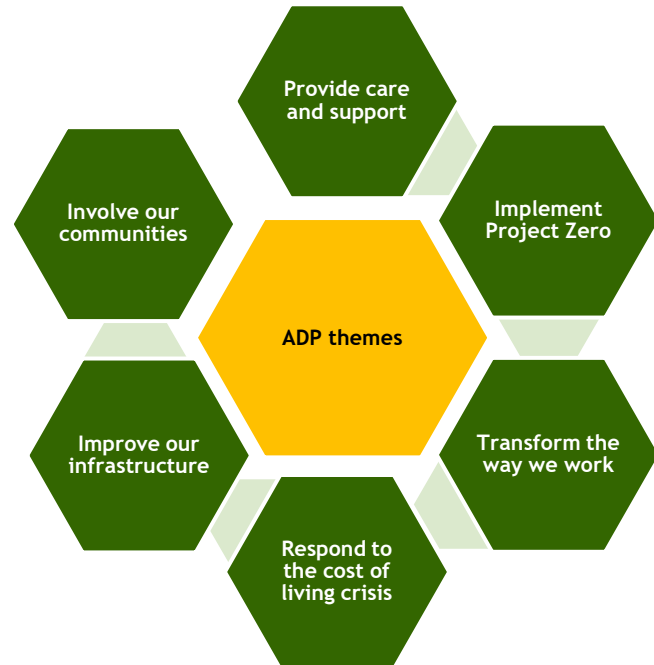 Provide care
and support
Implement
Project Zero
Transform the
way we work
Respond to
the cost of
living crisis
Improve our
infrastructure
Involve our
communities
ADP themes